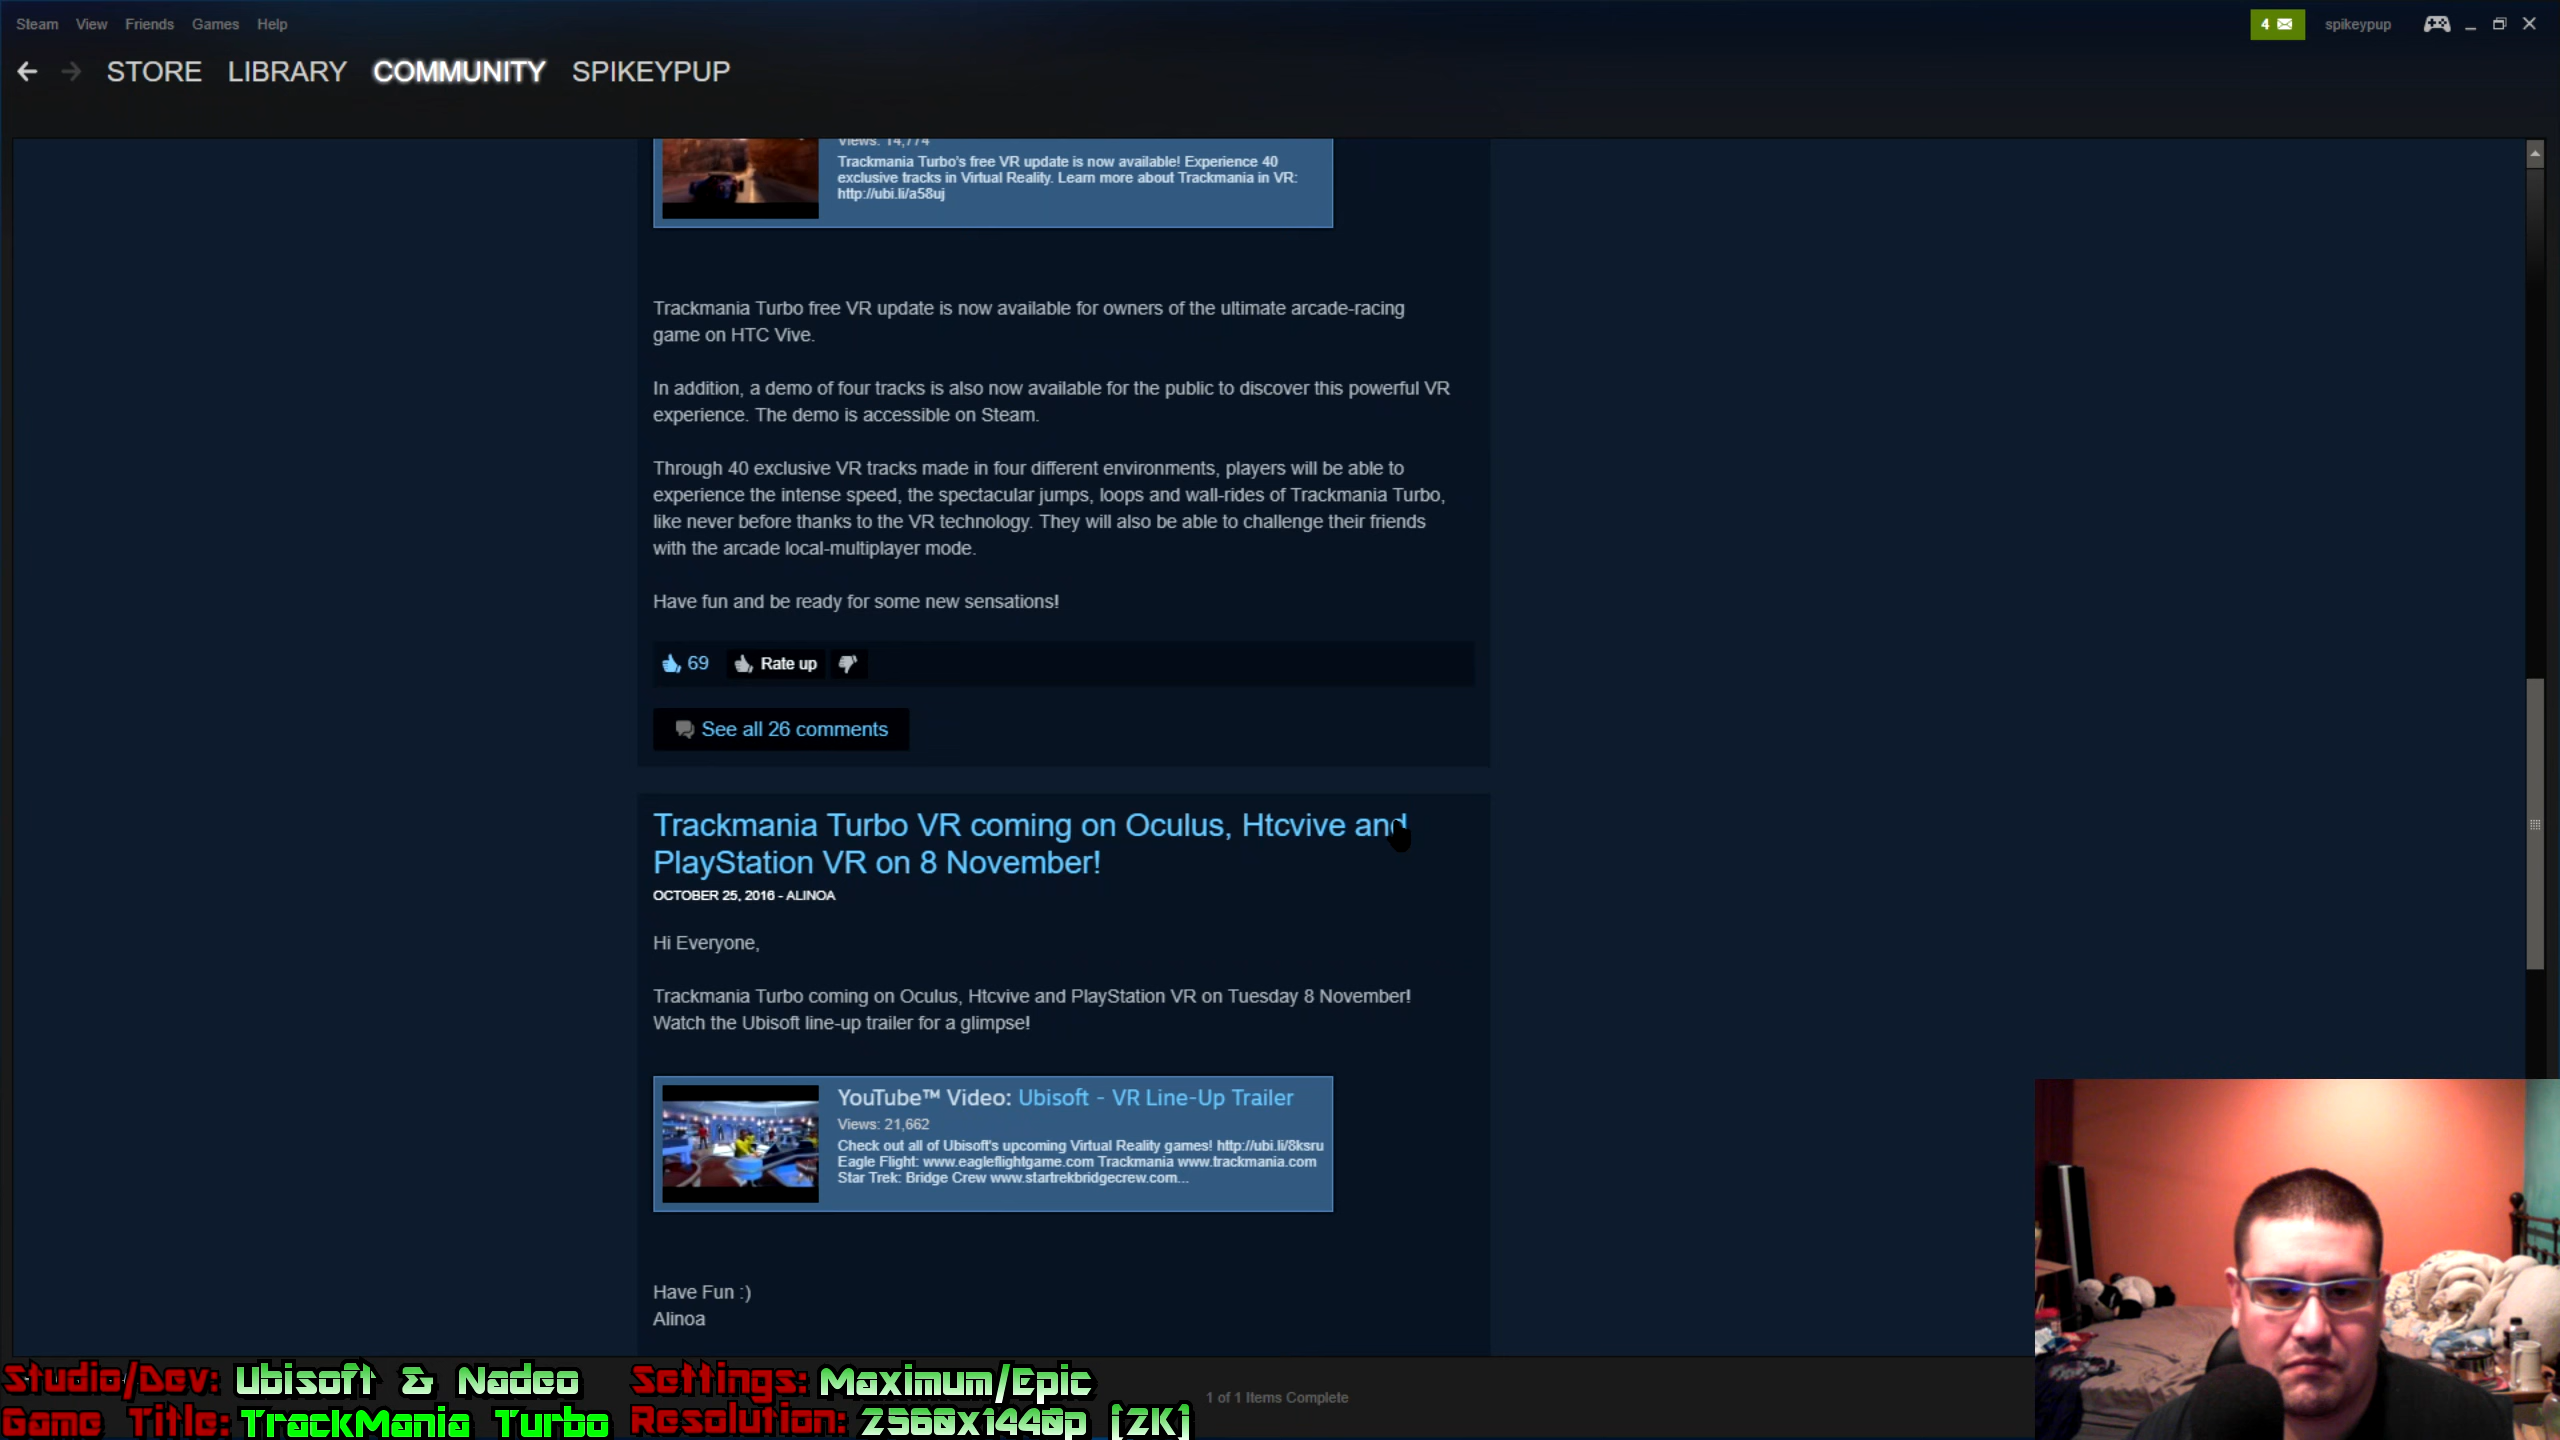 Steam View Friends Games Help
4
spikeypup
STORE LIBRARY COMMUNITY SPIKEYPUP
Views: 14,774
Trackmania Turbo's free VR update is now available! Experience 40
exclusive tracks in Virtual Reality. Learn more about Trackmania in VR:
http://ubi.li/a58uj
Trackmania Turbo free VR update is now available for owners of the ultimate arcade-racing
game on HTC Vive.
In addition, a demo of four tracks is also now available for the public to discover this powerful VR
experience. The demo is accessible on Steam.
Through 40 exclusive VR tracks made in four different environments, players will be able to
experience the intense speed, the spectacular jumps, loops and wall-rides of Trackmania Turbo,
like never before thanks to the VR technology. They will also be able to challenge their friends
with the arcade local-multiplayer mode.
Have fun and be ready for some new sensations!
69 Rate up
See all 26 comments
Trackmania Turbo VR coming on Oculus, Htcvive and
PlayStation VR on 8 November!
OCTOBER 25, 2016 - ALINOA
Hi Everyone,
Trackmania Turbo coming on Oculus, Htcvive and PlayStation VR on Tuesday 8 November!
Watch the Ubisoft line-up trailer for a glimpse!
YouTube™ Video: Ubisoft - VR Line-Up Trailer
Views: 21,662
Check out all of Ubisoft's upcoming Virtual Reality games! http://ubi.li/8ksru
Eagle Flight: www.eagleflightgame.com Trackmania www.trackmania.com
Star Trek: Bridge Crew www.startrekbridgecrew.com...
Have Fun :)
Alinoa
Studio/Dev: Ubisoft & Nadeo Settings: Maximum/Epic
1 of 1 Items Complete
Game Title: TrackMania Turbo Resolution: 2560x1440p [2K]